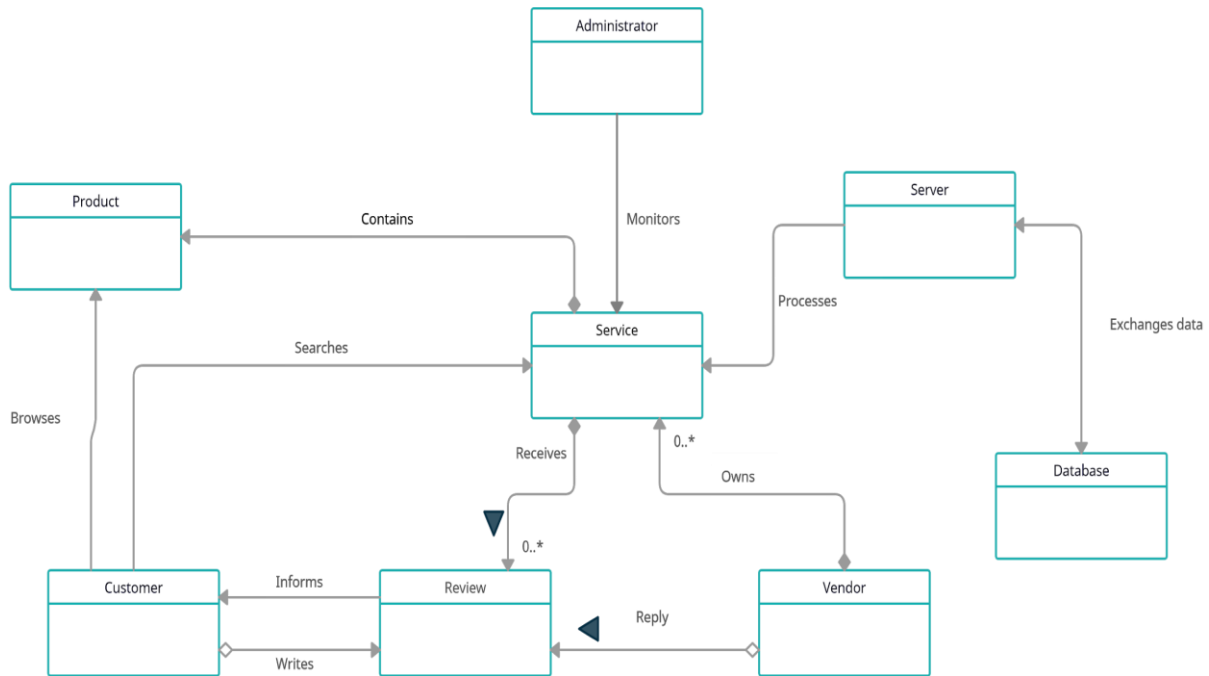 Administrator
Product
Server
Contains
Monitors
Processes
Service
Exchanges data
Searches
Browses
0..*
Receives
Database
Owns
0..*
Customer
Informs
Review
Vendor
Reply
Writes